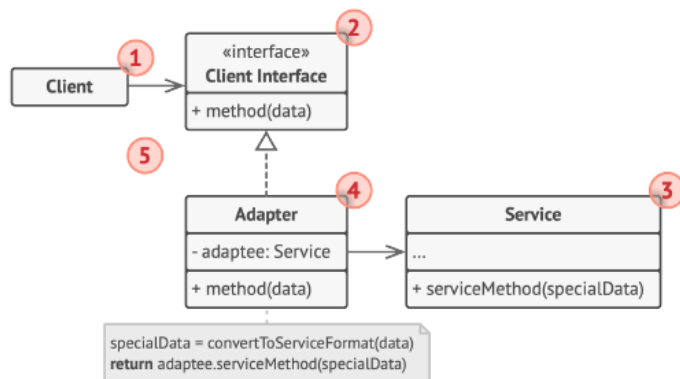 1
2
«interface»
Client Interface
Client
+ method(data)
5
4
3
Adapter
Service
- adaptee: Service
...
+ method(data)
+ serviceMethod(specialData)
specialData = convertToServiceFormat(data)
return adaptee.serviceMethod(specialData)